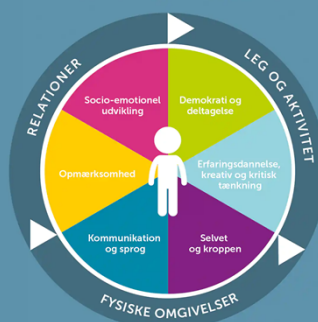 RELATIONER
LEG OG AKTIVITET
Socio-emotionel
udvikling
Demokrati og
deltagelse
Opmærksomhed
Erfaringsdannelse,
kreativ og kritisk
tænkning
Kommunikation
og sprog
Selvet
og kroppen
FYSISKE OMGIVELSER